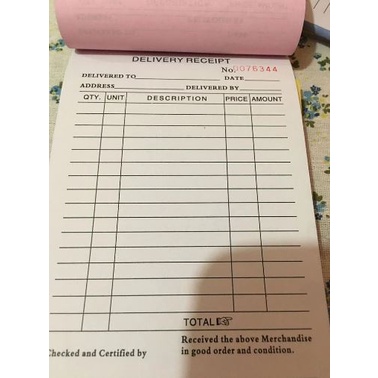 DELIVERY RECEIPT
No. 0076344
DELIVERED TO DATE
ADDRESS DELIVERED BY
QTY. UNIT DESCRIPTION PRICE AMOUNT
TOTAL☞
Checked and Certified by
Received the above Merchandise
in good order and condition.